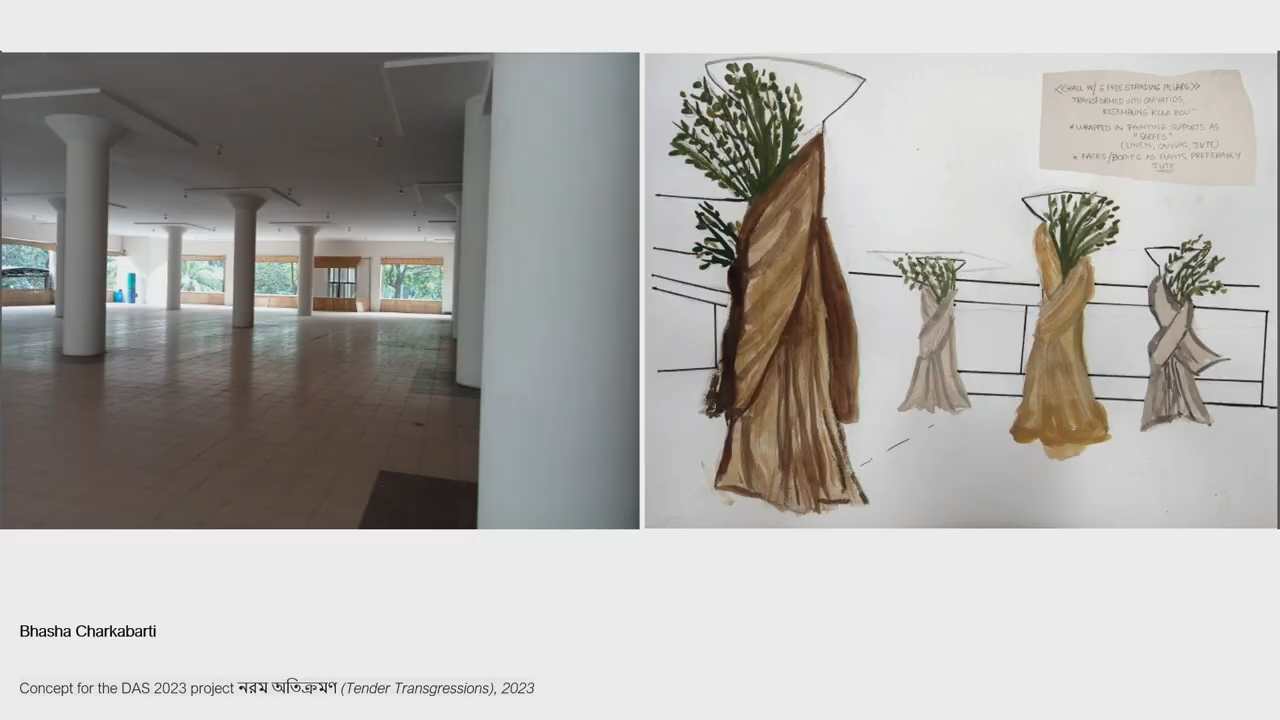 <<HALL W/ 6 FREESTANDING PILLARS>>
TRANSFORMED INTO CARYATIDS,
RESEMBLING KOLA BOU
* WRAPPED IN PAINTING SUPPORTS AS
"SAREES"
(LINEN, CANVAS, JUTE)
* FACES/BODIES AS PLANTS, PREFERABLY
JUTE
Bhasha Charkabarti
Concept for the DAS 2023 project নরম অতিক্রমণ (Tender Transgressions), 2023